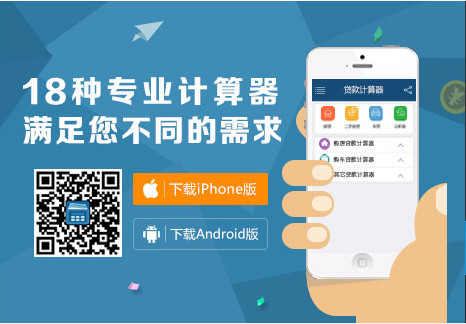 18种专业计算器
满足您不同的需求
下载iPhone版
下载Android版
贷款计算器
购房贷款计算器
购车贷款计算器
其它贷款计算器